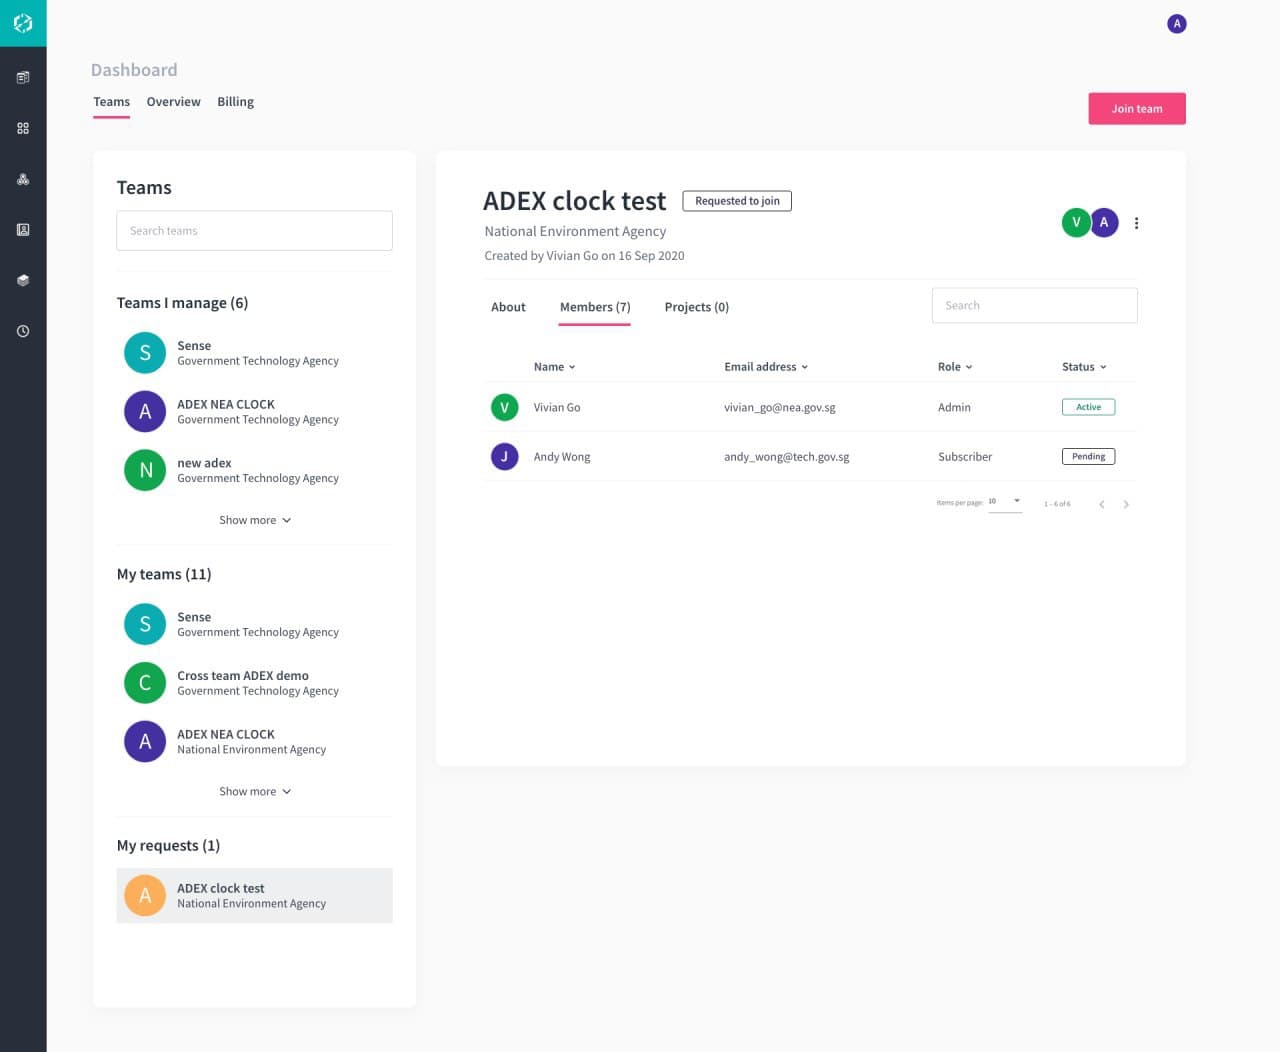 A
Dashboard
Teams Overview Billing
Join team
Teams
Search teams
Teams I manage (6)
S
Sense
Government Technology Agency
A
ADEX NEA CLOCK
Government Technology Agency
N
new adex
Government Technology Agency
Show more
My teams (11)
S
Sense
Government Technology Agency
C
Cross team ADEX demo
Government Technology Agency
A
ADEX NEA CLOCK
National Environment Agency
Show more
My requests (1)
A
ADEX clock test
National Environment Agency
ADEX clock test Requested to join
National Environment Agency
Created by Vivian Go on 16 Sep 2020
V A
About Members (7) Projects (0) Search
Name Email address Role Status
V Vivian Go vivian_go@nea.gov.sg Admin Active
J Andy Wong andy_wong@tech.gov.sg Subscriber Pending
Items per page: 10 1 - 6 of 6